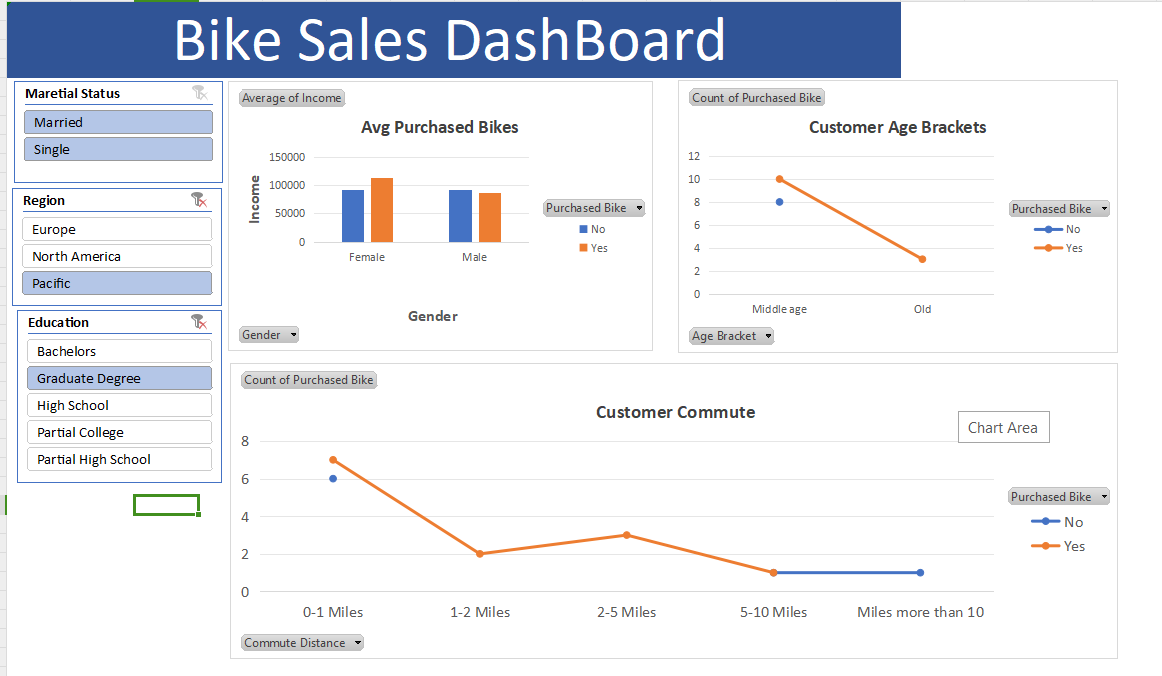 Bike Sales DashBoard
Maretial Status
Married
Single
Region
Europe
North America
Pacific
Education
Bachelors
Graduate Degree
High School
Partial College
Partial High School
Average of Income
Avg Purchased Bikes
Income
150000
100000
50000
0
Female
Male
Gender
Purchased Bike
No
Yes
Gender
Count of Purchased Bike
Customer Age Brackets
12
10
8
6
4
2
0
Middle age
Old
Purchased Bike
No
Yes
Age Bracket
Count of Purchased Bike
Customer Commute
Chart Area
8
6
4
2
0
0-1 Miles
1-2 Miles
2-5 Miles
5-10 Miles
Miles more than 10
Purchased Bike
No
Yes
Commute Distance